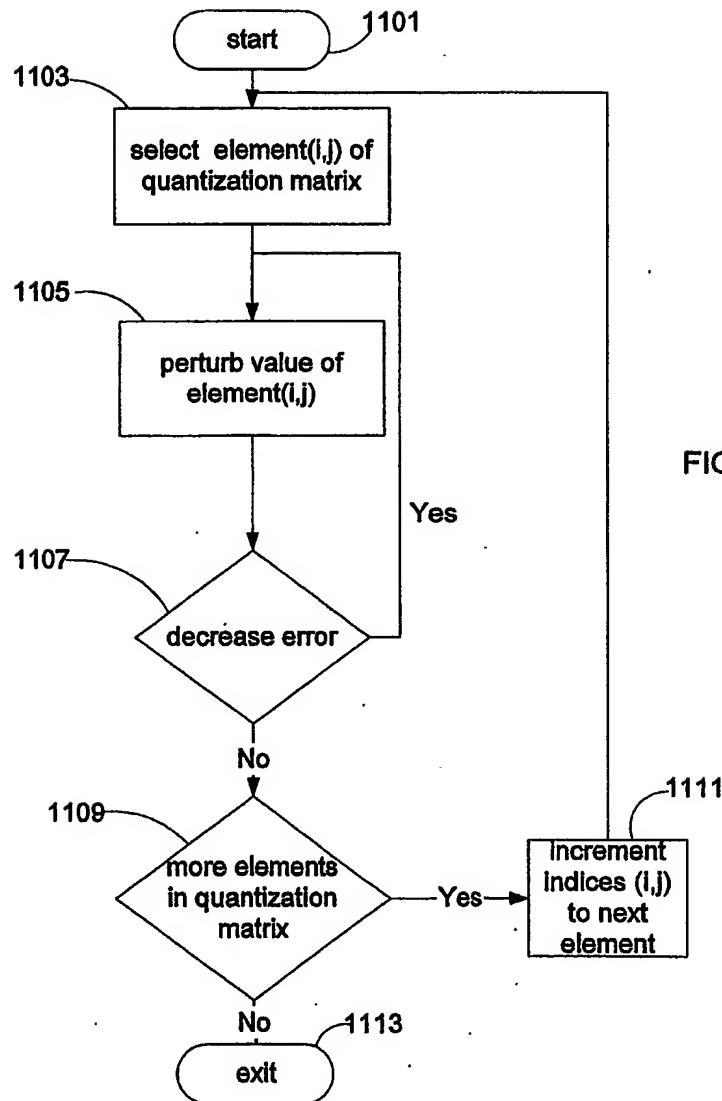 start
1101
1103
select element(i,j) of
quantization matrix
1105
perturb value of
element(i,j)
FIG
Yes
1107
decrease error
No
1109
more elements
in quantization
matrix
Yes
1111
increment
indices (i,j)
to next
element
No
1113
exit